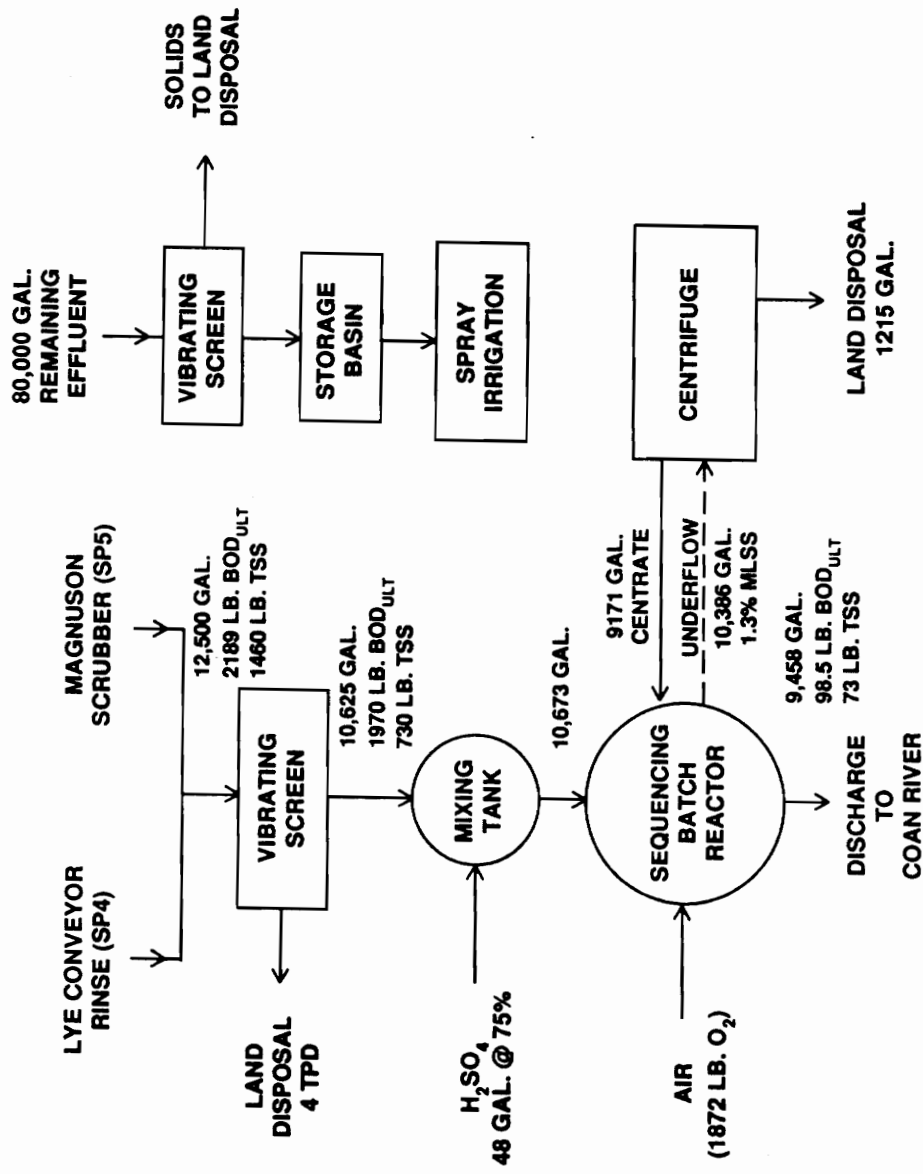 LYE CONVEYOR
RINSE (SP4)
MAGNUSON
SCRUBBER (SP5)
12,500 GAL.
2189 LB. BOD_ULT
1460 LB. TSS
VIBRATING
SCREEN
LAND
DISPOSAL
4 TPD
10,625 GAL.
1970 LB. BOD_ULT
730 LB. TSS
H₂SO₄
48 GAL. @ 75%
MIXING
TANK
10,673 GAL.
AIR
(1872 LB. O₂)
SEQUENCING
BATCH
REACTOR
9171 GAL.
CENTRATE
UNDERFLOW
10,386 GAL.
1.3% MLSS
9,458 GAL.
98.5 LB. BOD_ULT
73 LB. TSS
DISCHARGE
TO
COAN RIVER
80,000 GAL.
REMAINING
EFFLUENT
VIBRATING
SCREEN
SOLIDS
TO LAND
DISPOSAL
STORAGE
BASIN
SPRAY
IRRIGATION
CENTRIFUGE
LAND DISPOSAL
1215 GAL.